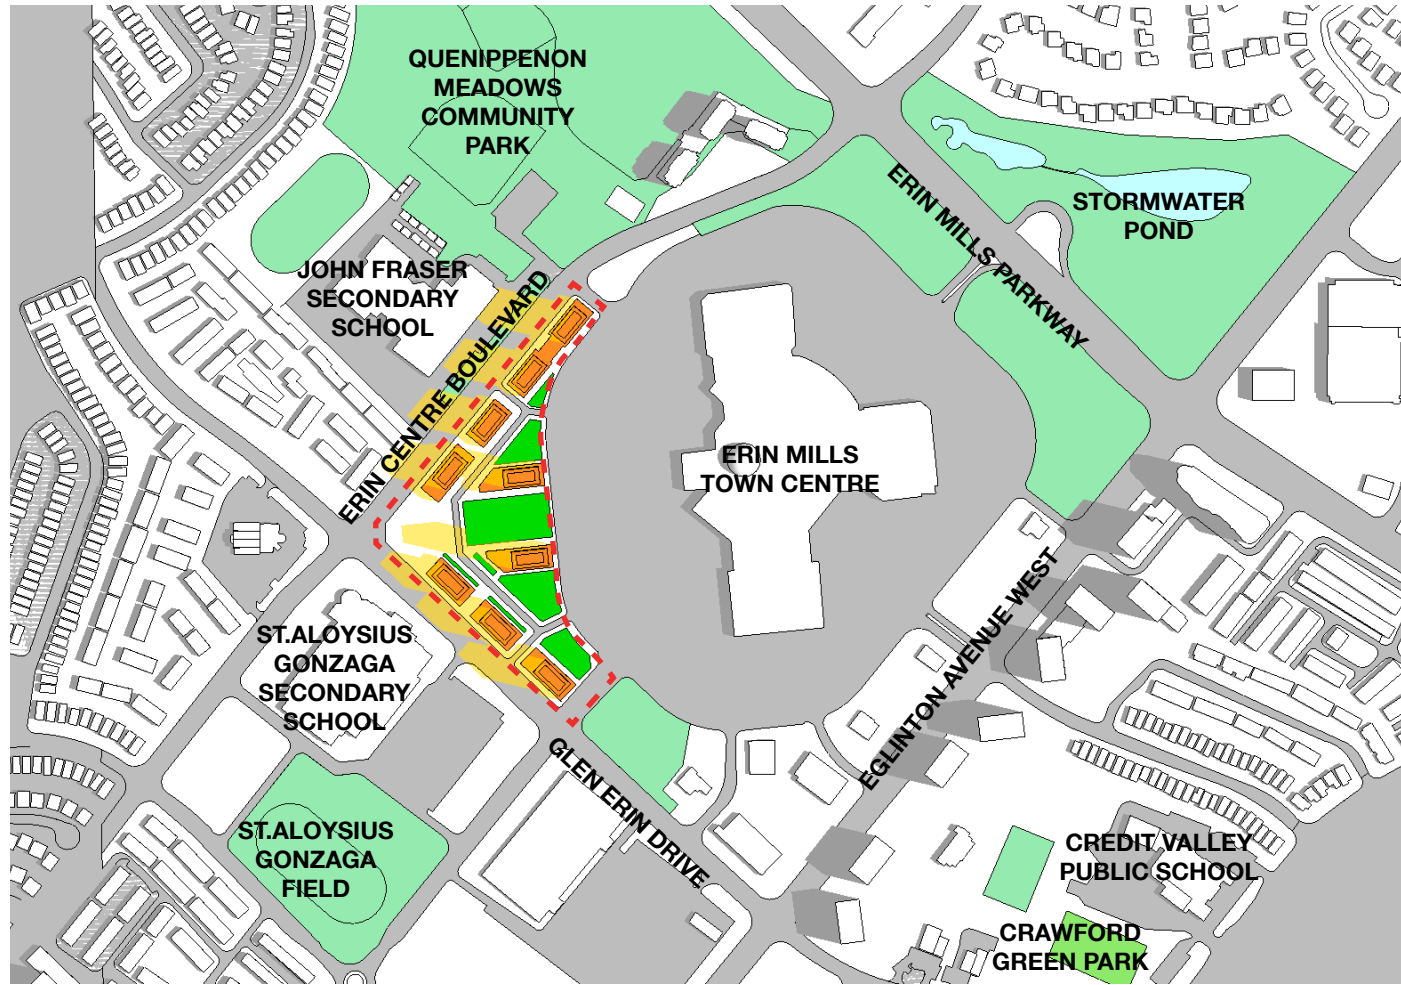 QUENIPPENON
MEADOWS
COMMUNITY
PARK
ERIN MILLS PARKWAY
STORMWATER
POND
JOHN FRASER
SECONDARY
SCHOOL
ERIN CENTRE BOULEVARD
ERIN MILLS
TOWN CENTRE
EGLINTON AVENUE WEST
ST.ALOYSIUS
GONZAGA
SECONDARY
SCHOOL
GLEN ERIN DRIVE
ST.ALOYSIUS
GONZAGA
FIELD
CREDIT VALLEY
PUBLIC SCHOOL
CRAWFORD
GREEN PARK